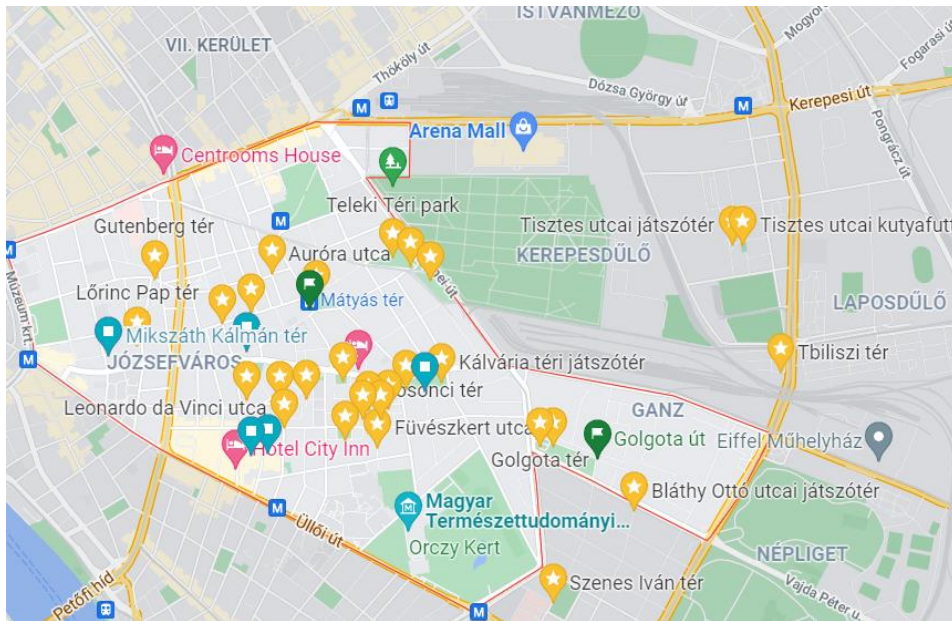 ISTVÁNMEZŐ
VII. KERÜLET
Mogyo
Fogarasi út
Thököly út
Dózsa György út
M
M
Kerepesi út
Arena Mall
Pongrácz út
Centrooms House
Teleki Téri park
Gutenberg tér
M
Tisztes utcai játszótér
Tisztes utcai kutyafutt
Auróra utca
KEREPESDŰLŐ
M
Múzeum krt.
Lőrinc Pap tér
Mátyás tér
LAPOSDŰLŐ
Mikszáth Kálmán tér
Tbiliszi tér
M
JÓZSEFVÁROS
Kálvária téri játszótér
osonci tér
Leonardo da Vinci utca
GANZ
Füvészkert utca
Golgota út
Eiffel Műhelyház
Hotel City Inn
Golgota tér
Bláthy Ottó utcai játszótér
M
Üllői út
Magyar
Természettudományi...
Orczy Kert
NÉPLIGET
Szenes Iván tér
Petőfi híd
M
Vajda Péter u.